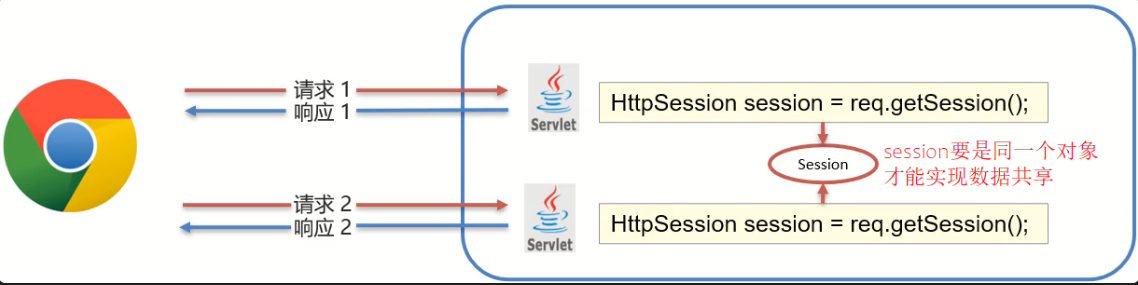 请求 1
响应 1
Servlet
HttpSession session = req.getSession();
Session
session要是同一个对象
才能实现数据共享
请求 2
响应 2
Servlet
HttpSession session = req.getSession();